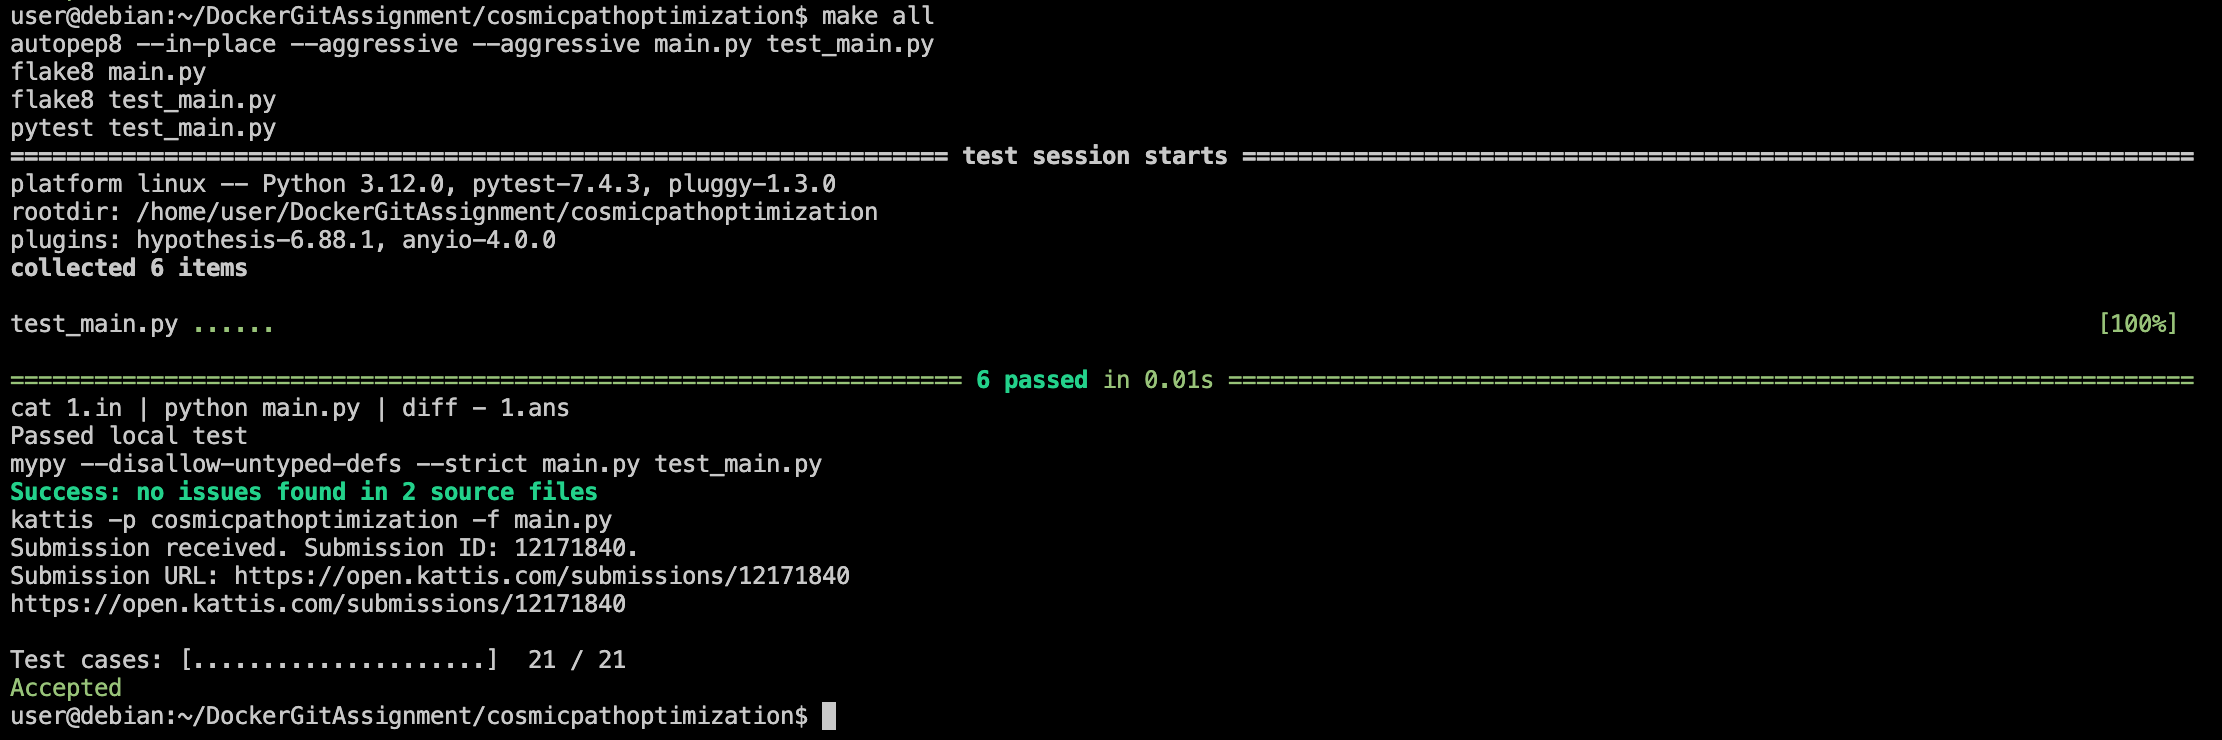 user@debian:~/DockerGitAssignment/cosmicpathoptimization$ make all
autopep8 --in-place --aggressive --aggressive main.py test_main.py
flake8 main.py
flake8 test_main.py
pytest test_main.py
=================================================================== test session starts ====================================================================
platform linux -- Python 3.12.0, pytest-7.4.3, pluggy-1.3.0
rootdir: /home/user/DockerGitAssignment/cosmicpathoptimization
plugins: hypothesis-6.88.1, anyio-4.0.0
collected 6 items
test_main.py ...... [100%]
==================================================================== 6 passed in 0.01s =====================================================================
cat 1.in | python main.py | diff - 1.ans
Passed local test
mypy --disallow-untyped-defs --strict main.py test_main.py
Success: no issues found in 2 source files
kattis -p cosmicpathoptimization -f main.py
Submission received. Submission ID: 12171840.
Submission URL: https://open.kattis.com/submissions/12171840
https://open.kattis.com/submissions/12171840
Test cases: [.....................]  21 / 21
Accepted
user@debian:~/DockerGitAssignment/cosmicpathoptimization$